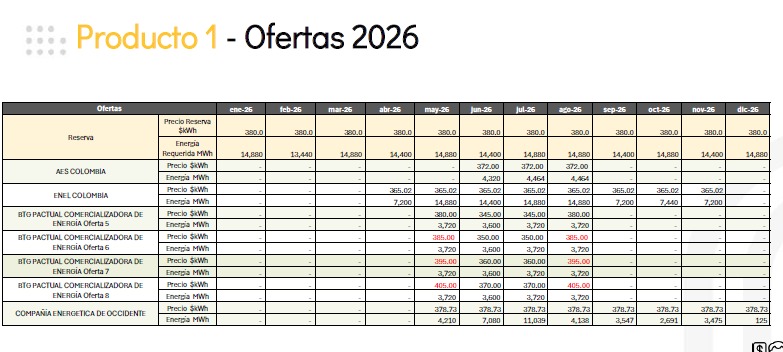 Producto 1 - Ofertas 2026
Ofertas ene-26 feb-26 mar-26 abr-26 may-26 jun-26 jul-26 ago-26 sep-26 oct-26 nov-26 dic-26
Reserva
Precio Reserva $kWh 380.0 380.0 380.0 380.0 380.0 380.0 380.0 380.0 380.0 380.0 380.0 380.0
Energía Requerida MWh 14,880 13,440 14,880 14,400 14,880 14,400 14,880 14,880 14,400 14,880 14,400 14,880
AES COLOMBIA
Precio $kWh - - - - - 372.00 372.00 372.00 - - - -
Energía MWh - - - - - 4,320 4,464 4,464 - - - -
ENEL COLOMBIA
Precio $kWh - - - 365.02 365.02 365.02 365.02 365.02 365.02 365.02 365.02 -
Energía MWh - - - 7,200 14,880 14,400 14,880 14,880 7,200 7,440 7,200 -
BTG PACTUAL COMERCIALIZADORA DE ENERGÍA Oferta 5
Precio $kWh - - - - 380.00 345.00 345.00 380.00 - - - -
Energía MWh - - - - 3,720 3,600 3,720 3,720 - - - -
BTG PACTUAL COMERCIALIZADORA DE ENERGÍA Oferta 6
Precio $kWh - - - - 385.00 350.00 350.00 385.00 - - - -
Energía MWh - - - - 3,720 3,600 3,720 3,720 - - - -
BTG PACTUAL COMERCIALIZADORA DE ENERGÍA Oferta 7
Precio $kWh - - - - 395.00 360.00 360.00 395.00 - - - -
Energía MWh - - - - 3,720 3,600 3,720 3,720 - - - -
BTG PACTUAL COMERCIALIZADORA DE ENERGÍA Oferta 8
Precio $kWh - - - - 405.00 370.00 370.00 405.00 - - - -
Energía MWh - - - - 3,720 3,600 3,720 3,720 - - - -
COMPAÑÍA ENERGETICA DE OCCIDENTE
Precio $kWh - - - - 378.73 378.73 378.73 378.73 378.73 378.73 378.73 378.73
Energía MWh - - - - 4,210 7,080 11,039 4,138 3,547 2,691 3,475 125